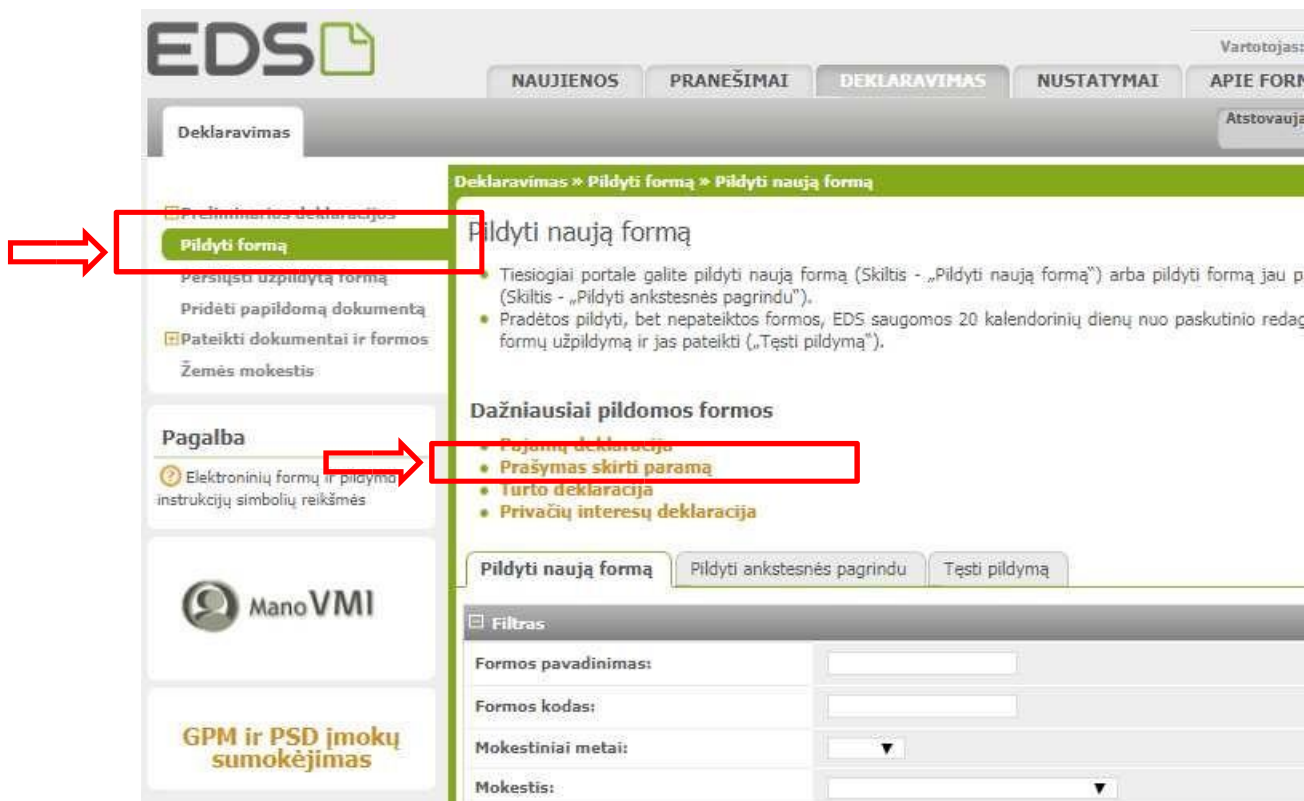 EDS
Vartotojas:
NAUJIENOS PRANEŠIMAI DEKLARAVIMAS NUSTATYMAI APIE FORM
Atstovauja
Deklaravimas
Deklaravimas » Pildyti formą » Pildyti naują formą
Preliminarios deklaracijos
Pildyti formą
Persiųsti užpildytą formą
Pridėti papildomą dokumentą
Pateikti dokumentai ir formos
Žemės mokestis
Pagalba
Elektroninių formų ir pildymo
instrukcijų simbolių reikšmės
Mano VMI
GPM ir PSD įmokų
sumokėjimas
Pildyti naują formą
Tiesiogiai portale galite pildyti naują formą (Skiltis - „Pildyti naują formą") arba pildyti formą jau p
(Skiltis - „Pildyti ankstesnės pagrindu").
Pradėtos pildyti, bet nepateiktos formos, EDS saugomos 20 kalendorinių dienų nuo paskutinio redag
formų užpildymą ir jas pateikti („Tęsti pildymą").
Dažniausiai pildomos formos
Pajamų deklaracija
Prašymas skirti paramą
Turto deklaracija
Privačių interesų deklaracija
Pildyti naują formą Pildyti ankstesnės pagrindu Tęsti pildymą
Filtras
Formos pavadinimas:
Formos kodas:
Mokestiniai metai:
Mokestis: